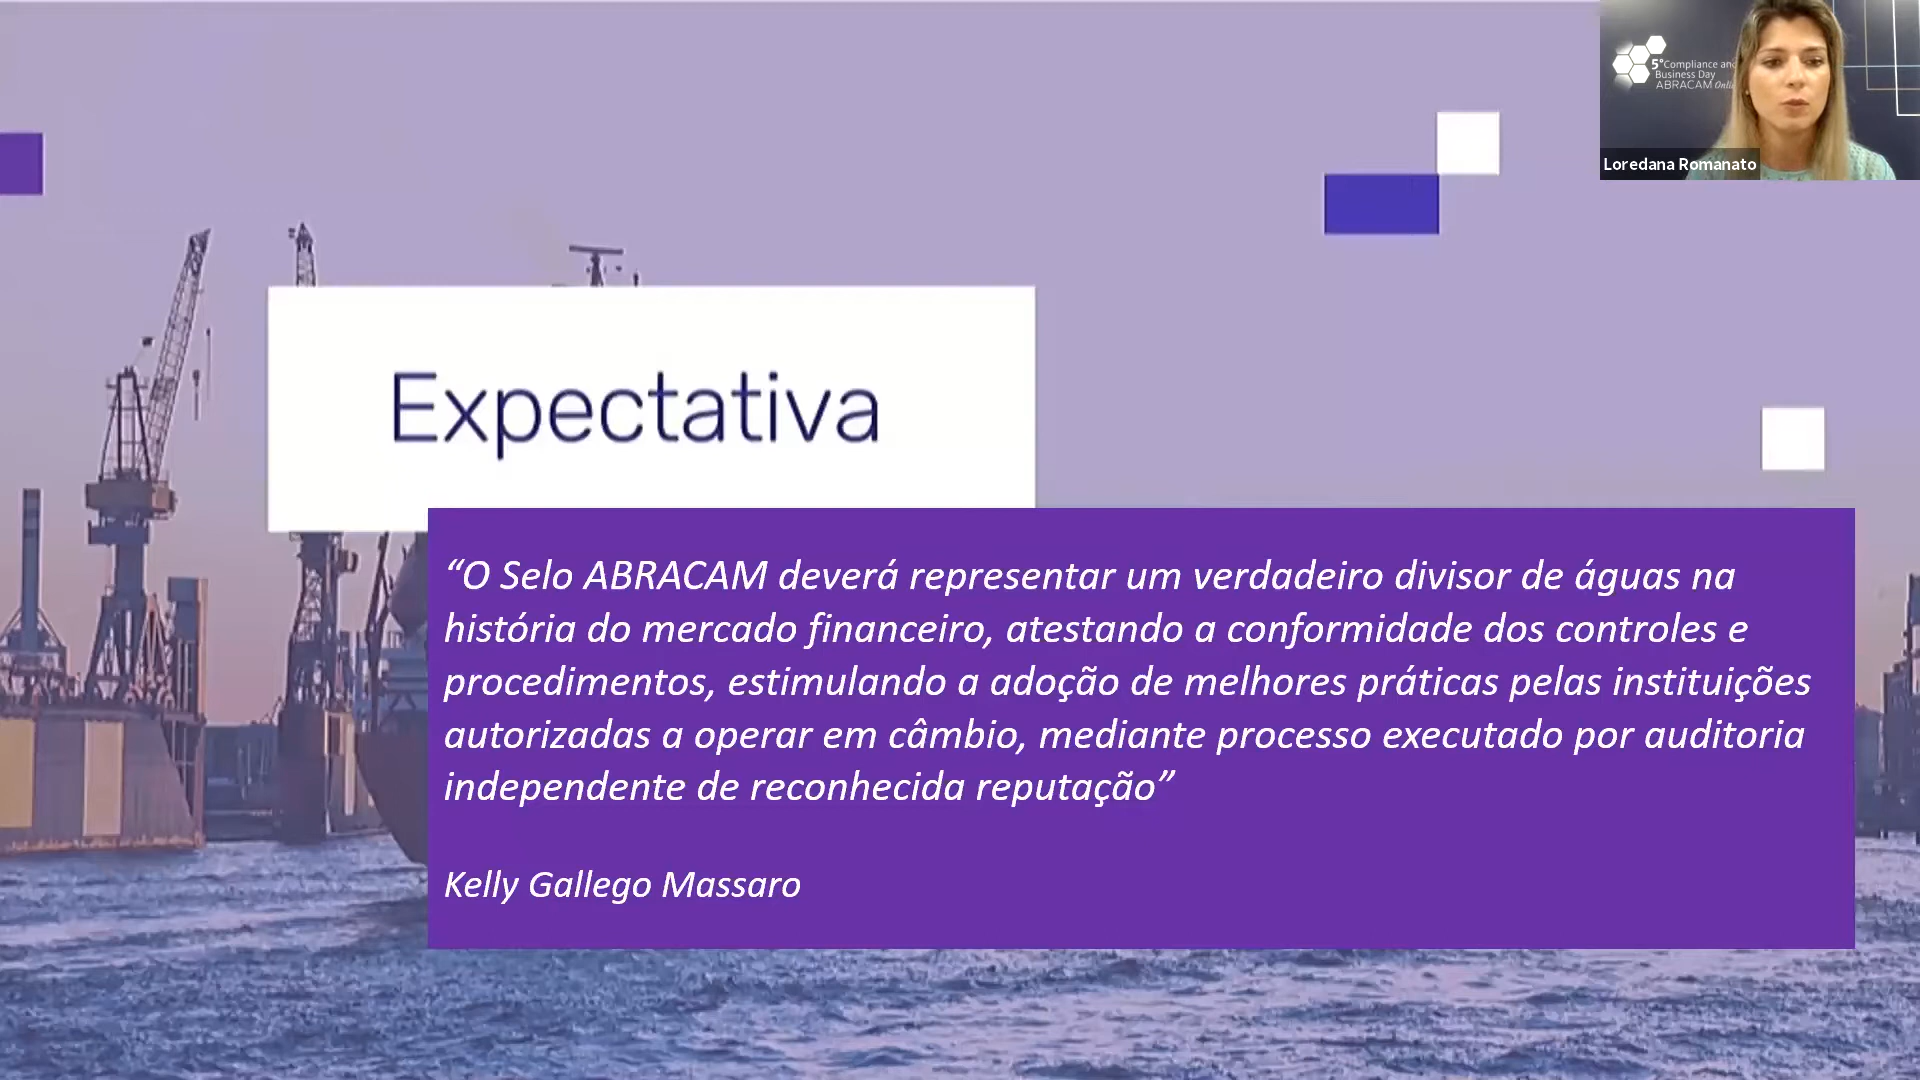 5º Compliance and
Business Day
ABRACAM Onli
Loredana Romanato
Expectativa
“O Selo ABRACAM deverá representar um verdadeiro divisor de águas na
história do mercado financeiro, atestando a conformidade dos controles e
procedimentos, estimulando a adoção de melhores práticas pelas instituições
autorizadas a operar em câmbio, mediante processo executado por auditoria
independente de reconhecida reputação”
Kelly Gallego Massaro